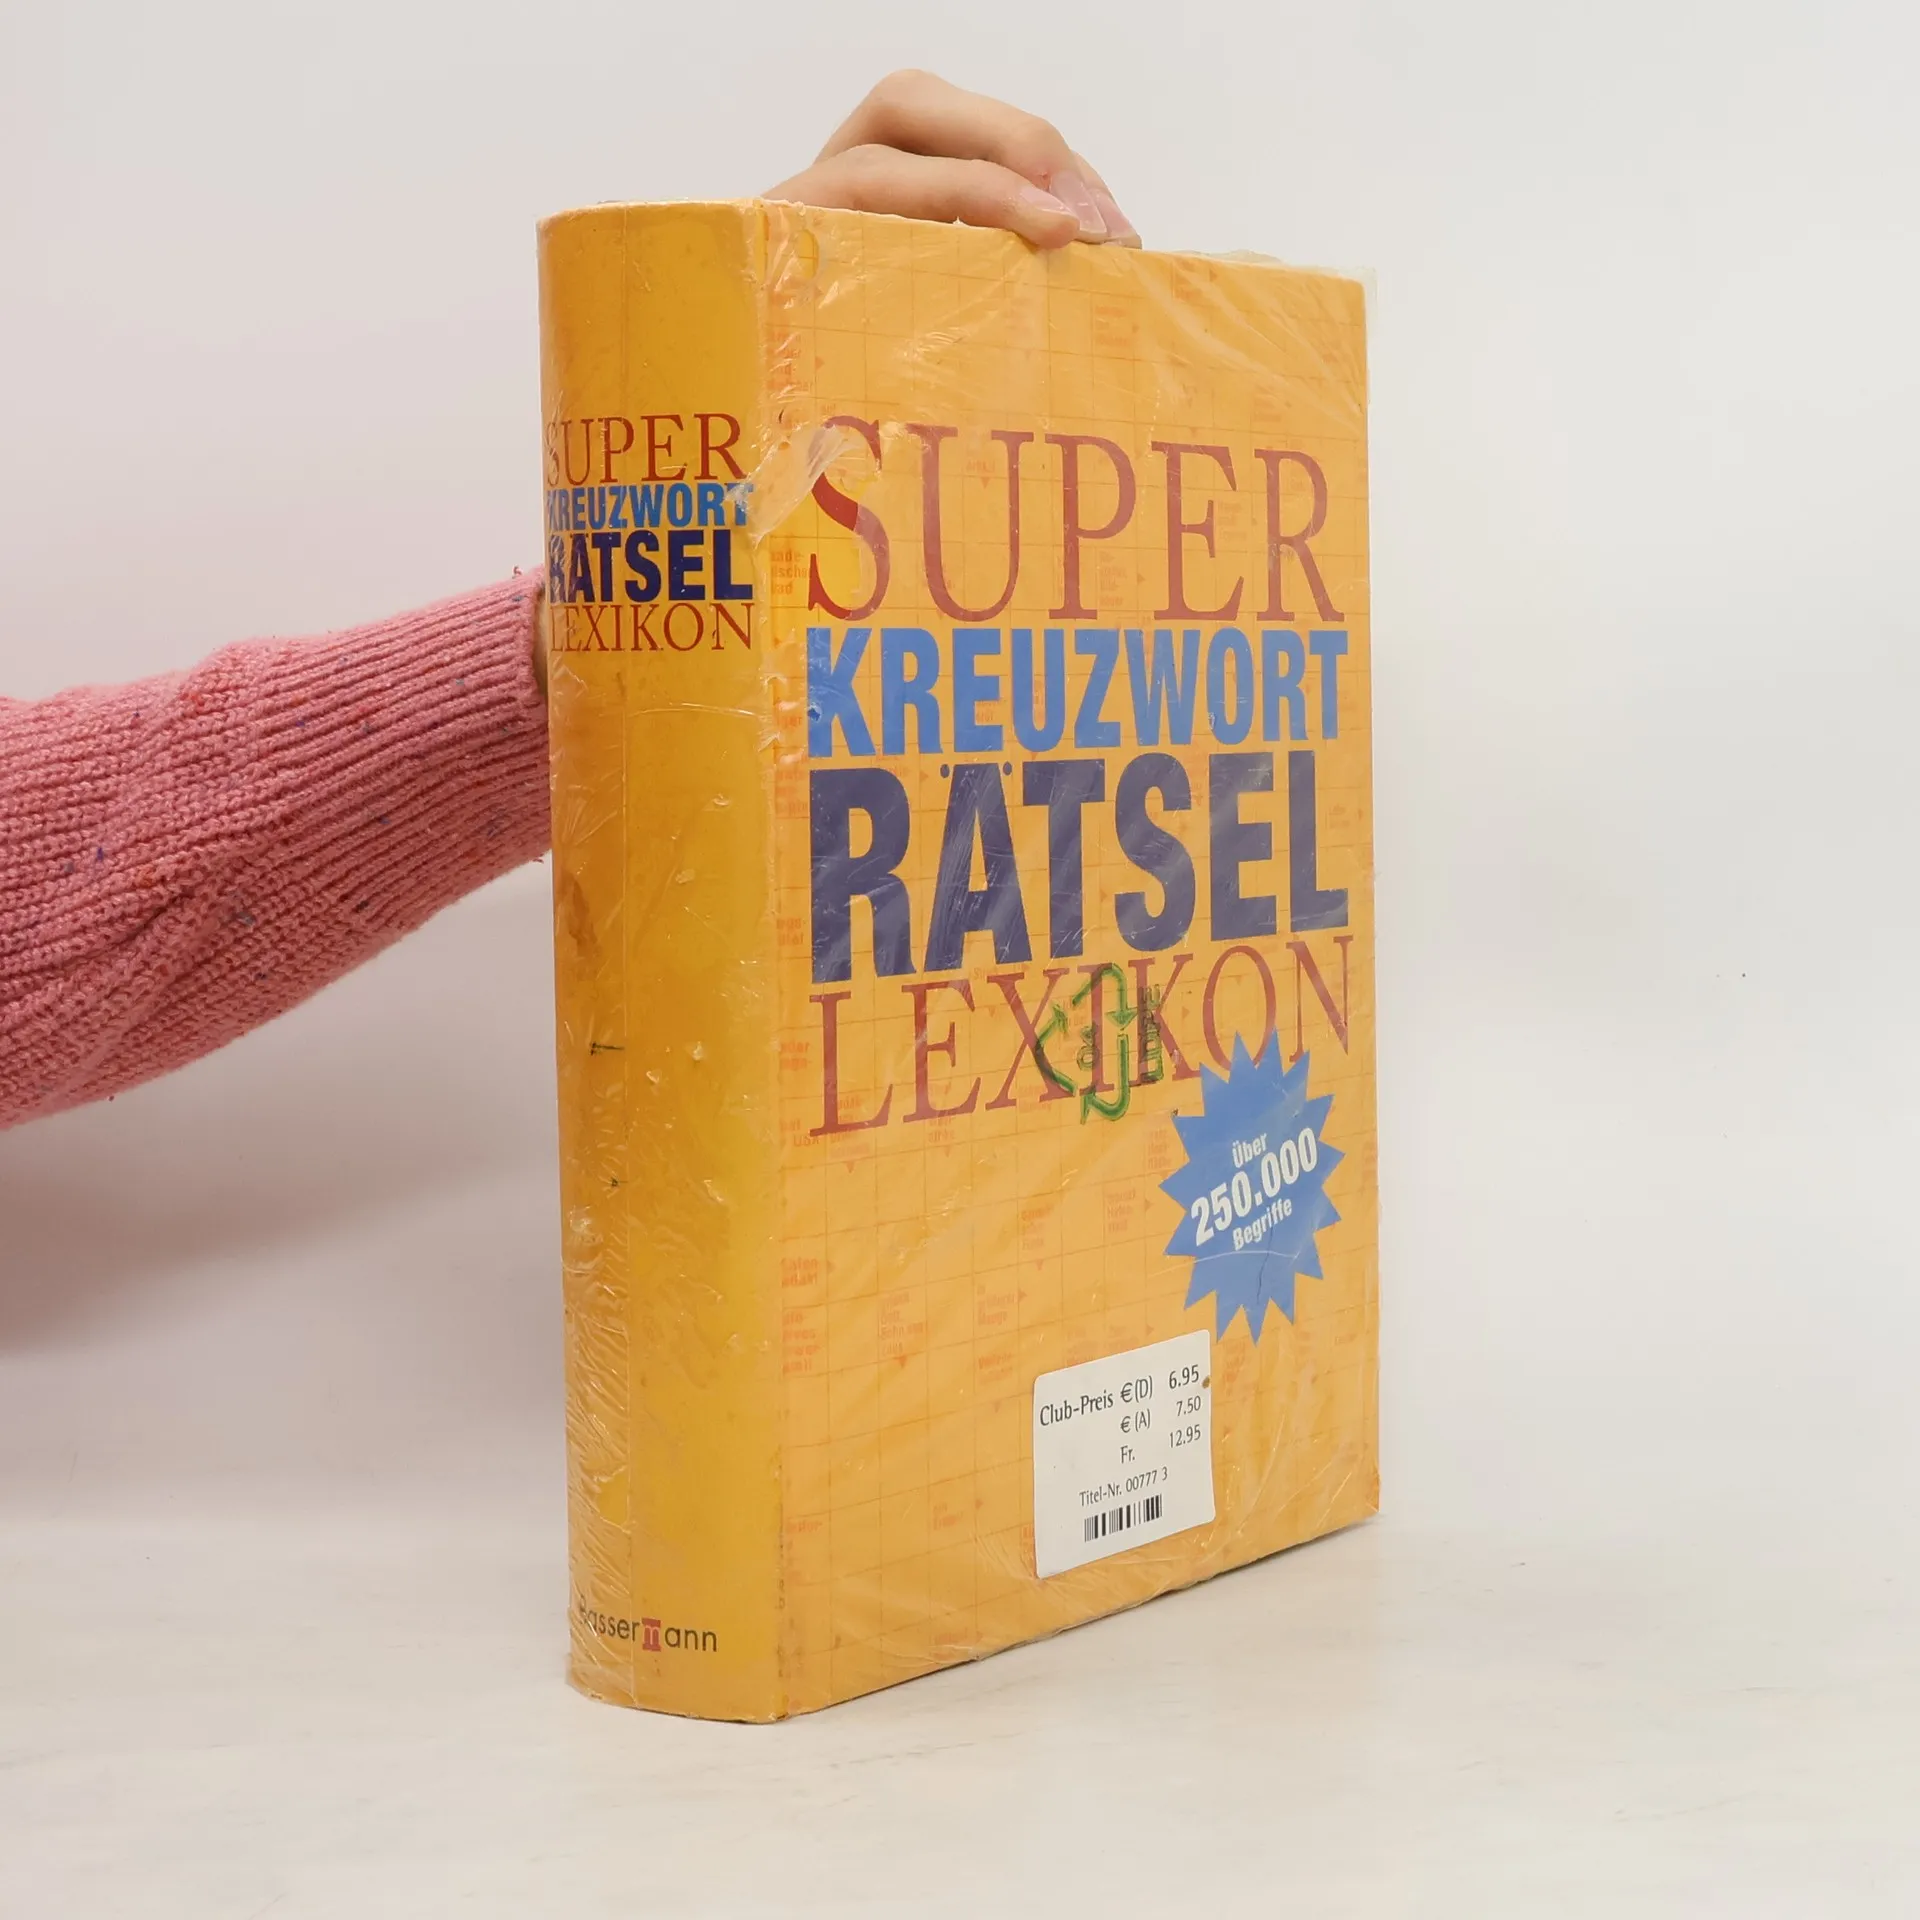 SUPER
KREUZWORT
RÄTSEL
LEXIKON
Bassermann
SUPER
KREUZWORT
RÄTSEL
LEXIKON
Über
250.000
Begriffe
Club-Preis €(D) 6.95
€(A) 7.50
Fr. 12.95
Titel-Nr. 00777 3